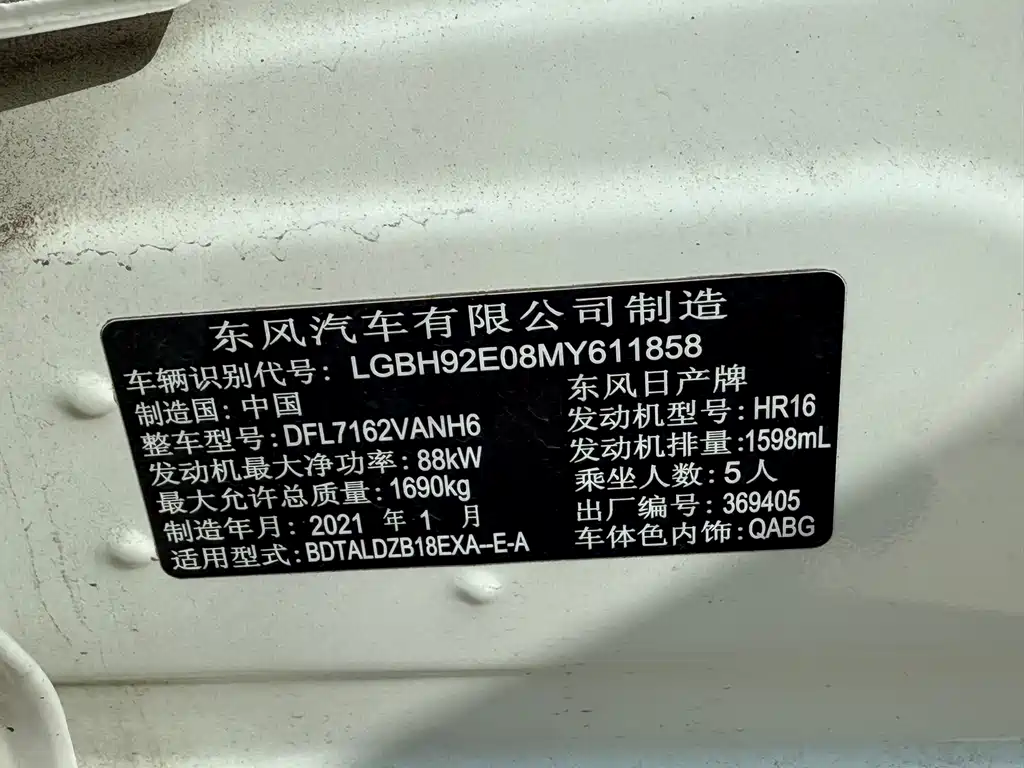 东风汽车有限公司制造
车辆识别代号: LGBH92E08MY611858
制造国: 中国 东风日产牌
整车型号: DFL7162VANH6 发动机型号: HR16
发动机最大净功率: 88kW 发动机排量:1598mL
最大允许总质量: 1690kg 乘坐人数: 5人
制造年月: 2021 年 1 月 出厂编号: 369405
适用型式: BDTALDZB18EXA--E-A 车体色内饰: QABG